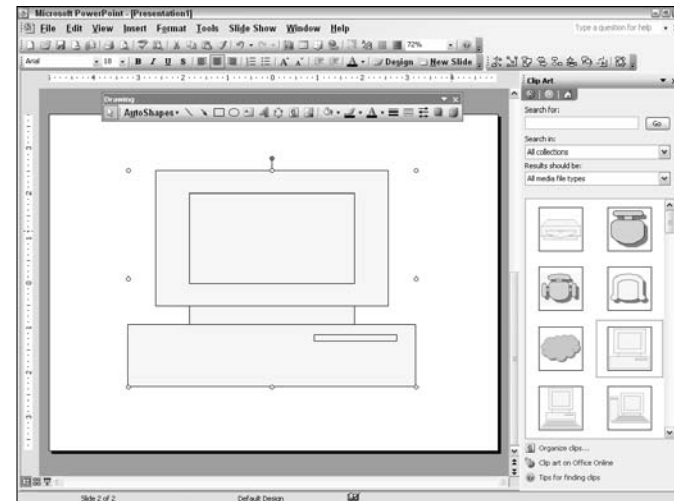 Microsoft PowerPoint - [Presentation1]
File Edit View Insert Format Tools Slide Show Window Help
Type a question for help
72%
Arial
18
B I U S
Design
New Slide
Clip Art
Drawing
AutoShapes
Search for:
Go
Search in:
All collections
Results should be:
All media file types
Organize clips...
Clip art on Office Online
Tips for finding clips
Slide 2 of 2
Default Design